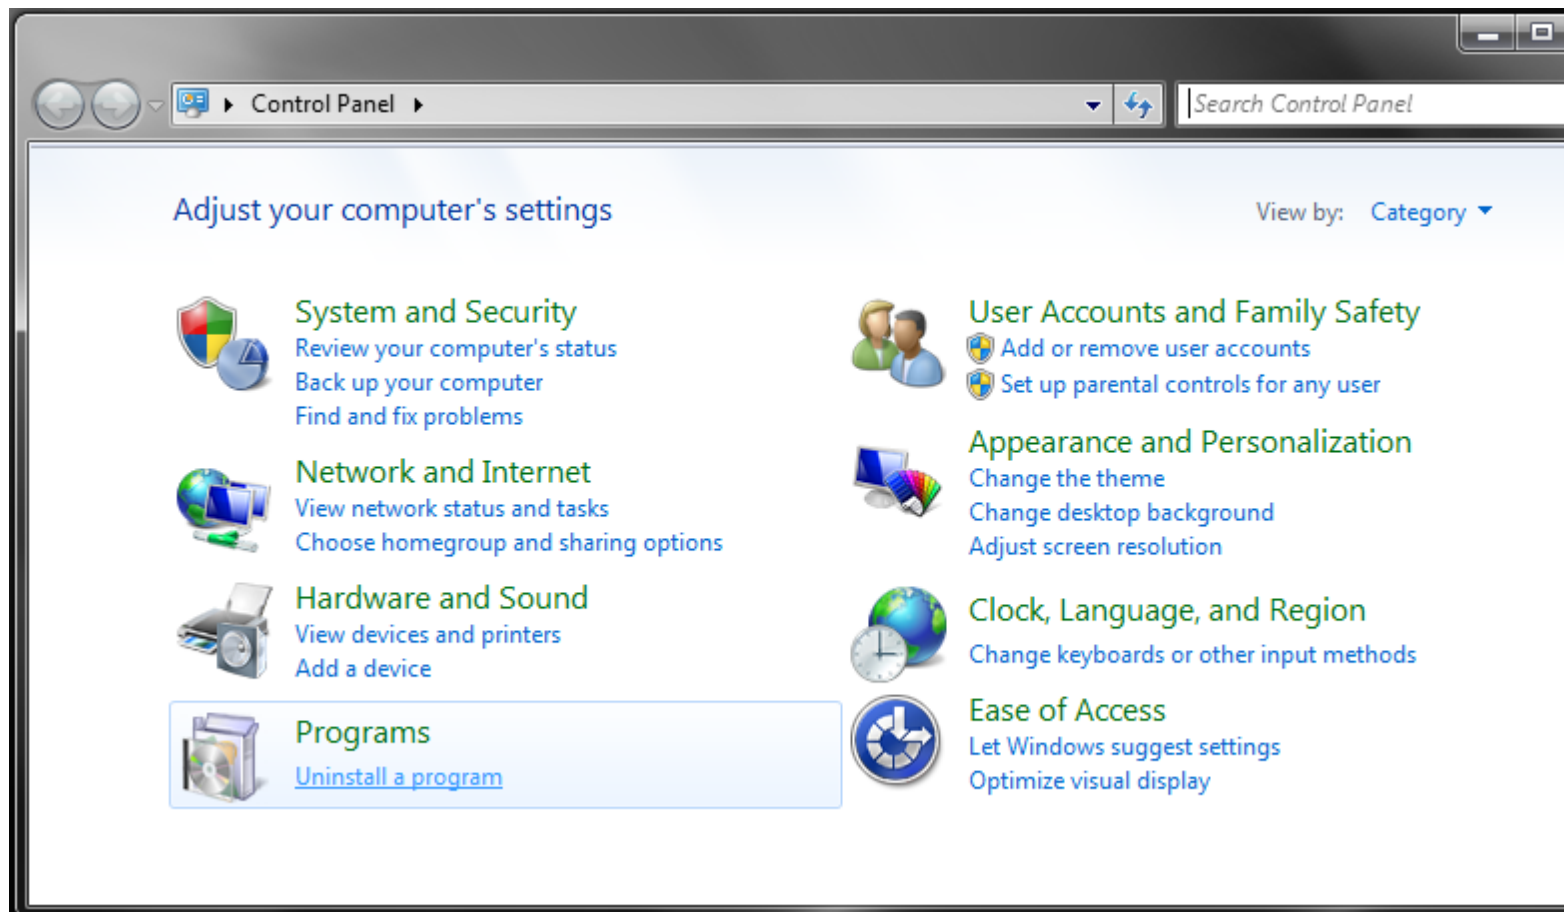 Control Panel
Search Control Panel
Adjust your computer's settings
View by: Category
System and Security
Review your computer's status
Back up your computer
Find and fix problems
Network and Internet
View network status and tasks
Choose homegroup and sharing options
Hardware and Sound
View devices and printers
Add a device
Programs
Uninstall a program
User Accounts and Family Safety
Add or remove user accounts
Set up parental controls for any user
Appearance and Personalization
Change the theme
Change desktop background
Adjust screen resolution
Clock, Language, and Region
Change keyboards or other input methods
Ease of Access
Let Windows suggest settings
Optimize visual display